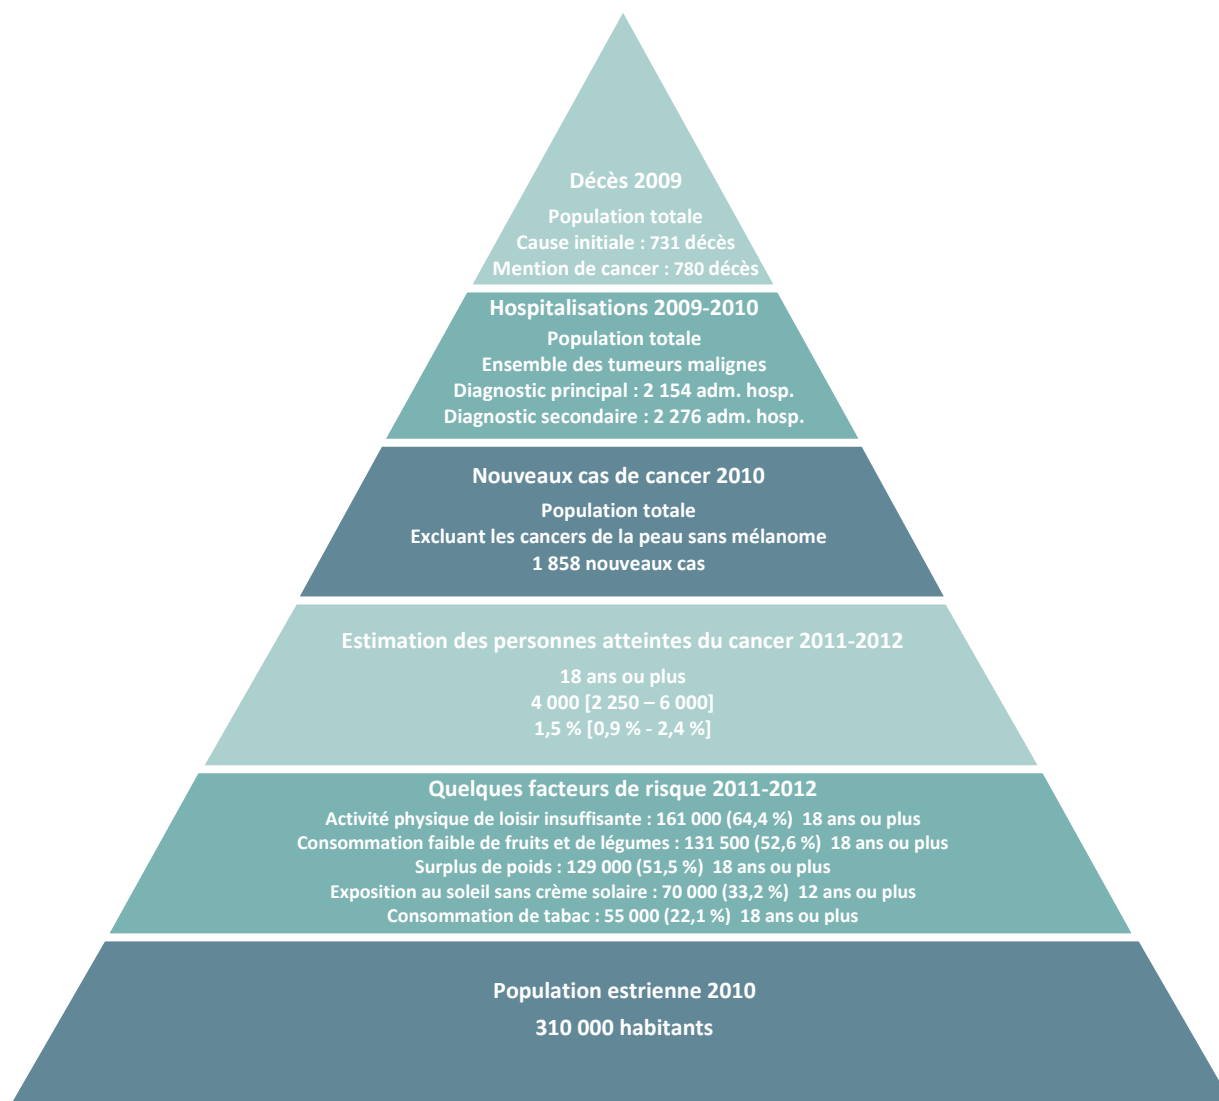 Décès 2009
Population totale
Cause initiale : 731 décès
Mention de cancer : 780 décès
Hospitalisations 2009-2010
Population totale
Ensemble des tumeurs malignes
Diagnostic principal : 2 154 adm. hosp.
Diagnostic secondaire : 2 276 adm. hosp.
Nouveaux cas de cancer 2010
Population totale
Excluant les cancers de la peau sans mélanome
1 858 nouveaux cas
Estimation des personnes atteintes du cancer 2011-2012
18 ans ou plus
4 000 [2 250 – 6 000]
1,5 % [0,9 % - 2,4 %]
Quelques facteurs de risque 2011-2012
Activité physique de loisir insuffisante : 161 000 (64,4 %) 18 ans ou plus
Consommation faible de fruits et de légumes : 131 500 (52,6 %) 18 ans ou plus
Surplus de poids : 129 000 (51,5 %) 18 ans ou plus
Exposition au soleil sans crème solaire : 70 000 (33,2 %) 12 ans ou plus
Consommation de tabac : 55 000 (22,1 %) 18 ans ou plus
Population estrienne 2010
310 000 habitants